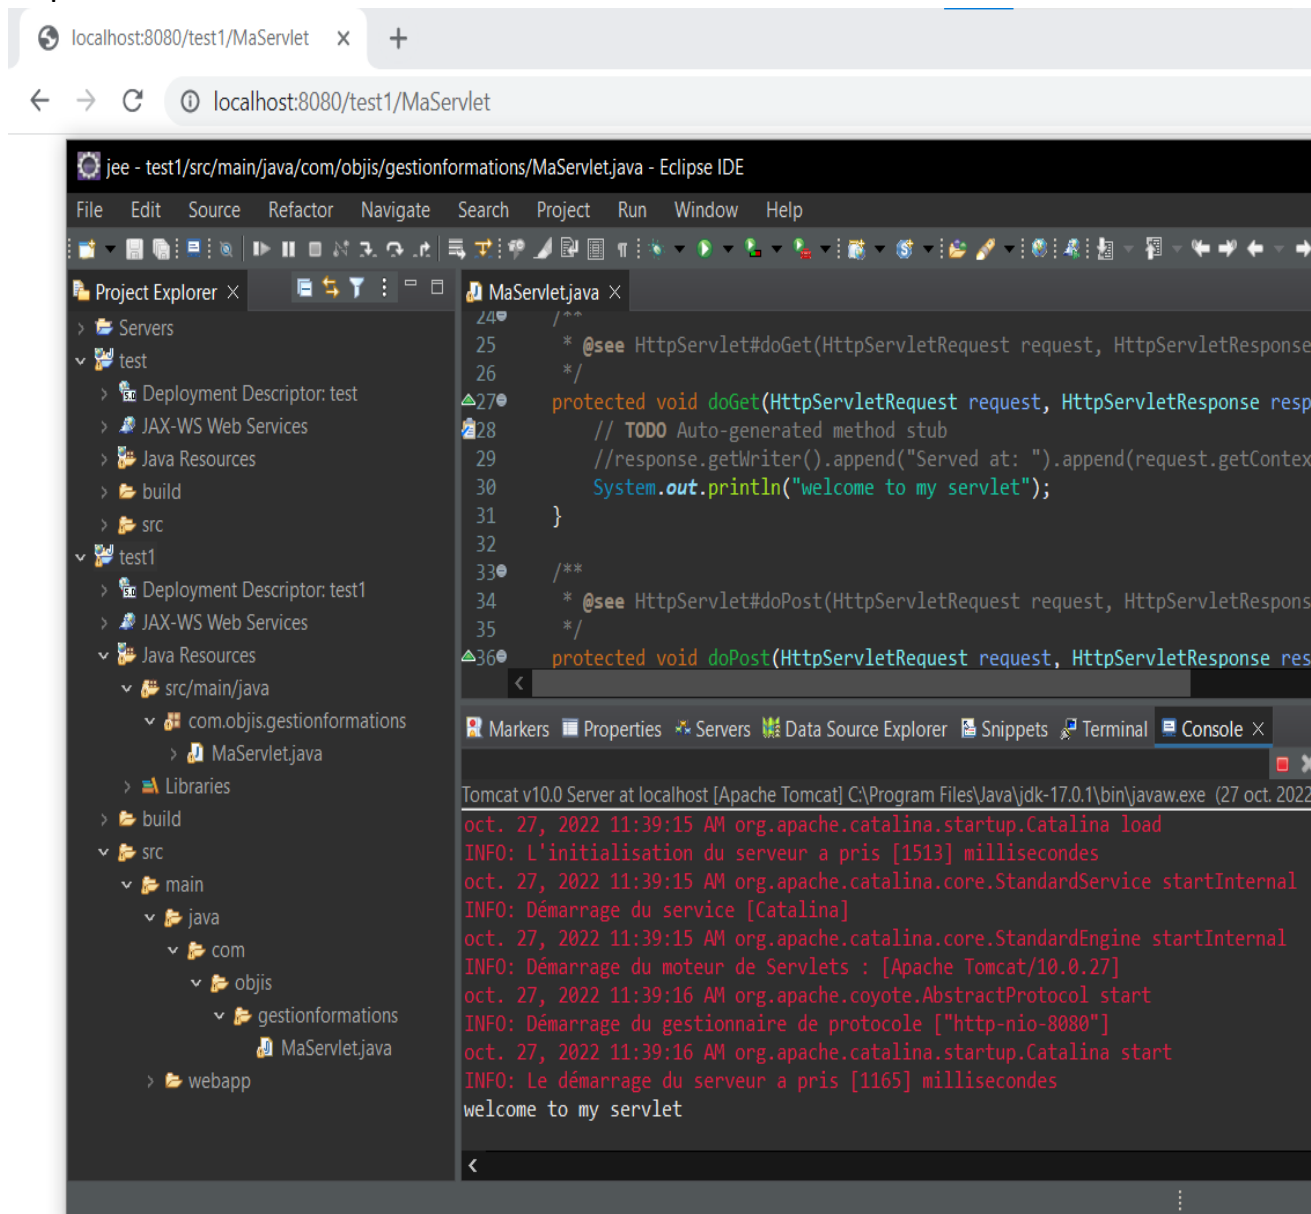 localhost:8080/test1/MaServlet
localhost:8080/test1/MaServlet
jee - test1/src/main/java/com/objis/gestionformations/MaServlet.java - Eclipse IDE
File Edit Source Refactor Navigate Search Project Run Window Help
Project Explorer
Servers
test
Deployment Descriptor: test
JAX-WS Web Services
Java Resources
build
src
test1
Deployment Descriptor: test1
JAX-WS Web Services
Java Resources
src/main/java
com.objis.gestionformations
MaServlet.java
Libraries
build
src
main
java
com
objis
gestionformations
MaServlet.java
webapp
MaServlet.java
24 /**
25 * @see HttpServlet#doGet(HttpServletRequest request, HttpServletResponse
26 */
27 protected void doGet(HttpServletRequest request, HttpServletResponse resp
28 // TODO Auto-generated method stub
29 //response.getWriter().append("Served at: ").append(request.getContex
30 System.out.println("welcome to my servlet");
31 }
32
33 /**
34 * @see HttpServlet#doPost(HttpServletRequest request, HttpServletRespons
35 */
36 protected void doPost(HttpServletRequest request, HttpServletResponse res
Markers Properties Servers Data Source Explorer Snippets Terminal Console
Tomcat v10.0 Server at localhost [Apache Tomcat] C:\Program Files\Java\jdk-17.0.1\bin\javaw.exe (27 oct. 2022
oct. 27, 2022 11:39:15 AM org.apache.catalina.startup.Catalina load
INFO: L'initialisation du serveur a pris [1513] millisecondes
oct. 27, 2022 11:39:15 AM org.apache.catalina.core.StandardService startInternal
INFO: Démarrage du service [Catalina]
oct. 27, 2022 11:39:15 AM org.apache.catalina.core.StandardEngine startInternal
INFO: Démarrage du moteur de Servlets : [Apache Tomcat/10.0.27]
oct. 27, 2022 11:39:16 AM org.apache.coyote.AbstractProtocol start
INFO: Démarrage du gestionnaire de protocole ["http-nio-8080"]
oct. 27, 2022 11:39:16 AM org.apache.catalina.startup.Catalina start
INFO: Le démarrage du serveur a pris [1165] millisecondes
welcome to my servlet